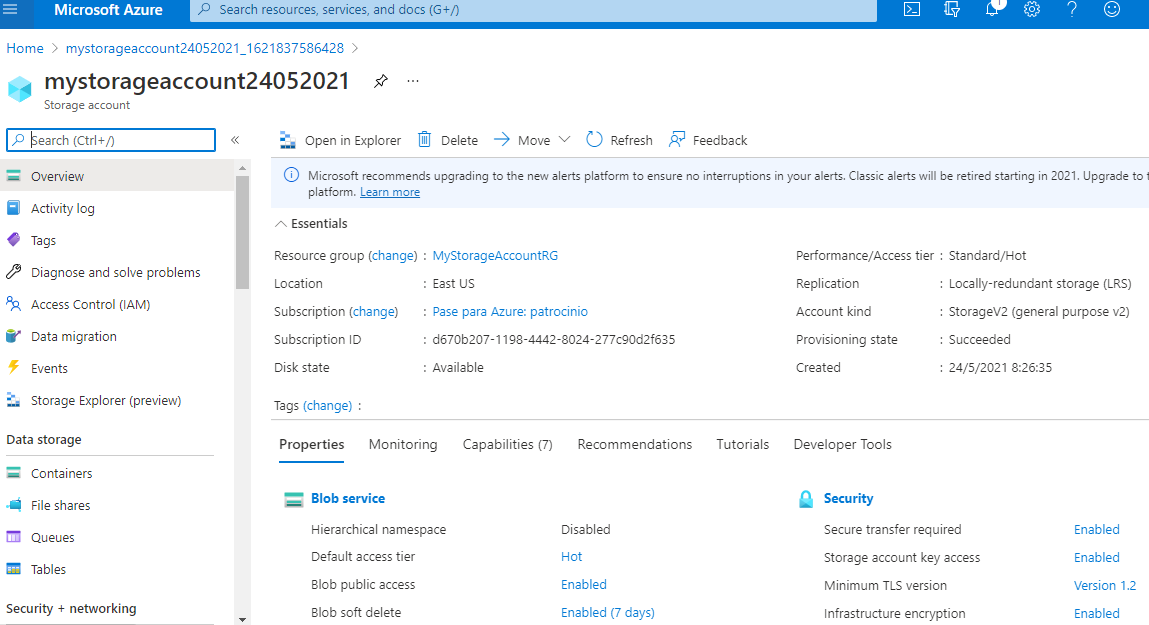 Microsoft Azure
Search resources, services, and docs (G+/)
1
Home > mystorageaccount24052021_1621837586428 >
mystorageaccount24052021
Storage account
Search (Ctrl+/)
Overview
Activity log
Tags
Diagnose and solve problems
Access Control (IAM)
Data migration
Events
Storage Explorer (preview)
Data storage
Containers
File shares
Queues
Tables
Security + networking
Open in Explorer Delete Move Refresh Feedback
Microsoft recommends upgrading to the new alerts platform to ensure no interruptions in your alerts. Classic alerts will be retired starting in 2021. Upgrade to
platform. Learn more
Essentials
Resource group (change) : MyStorageAccountRG
Location : East US
Subscription (change) : Pase para Azure: patrocinio
Subscription ID : d670b207-1198-4442-8024-277c90d2f635
Disk state : Available
Performance/Access tier : Standard/Hot
Replication : Locally-redundant storage (LRS)
Account kind : StorageV2 (general purpose v2)
Provisioning state : Succeeded
Created : 24/5/2021 8:26:35
Tags (change) :
Properties Monitoring Capabilities (7) Recommendations Tutorials Developer Tools
Blob service
Hierarchical namespace Disabled
Default access tier Hot
Blob public access Enabled
Blob soft delete Enabled (7 days)
Security
Secure transfer required Enabled
Storage account key access Enabled
Minimum TLS version Version 1.2
Infrastructure encryption Enabled